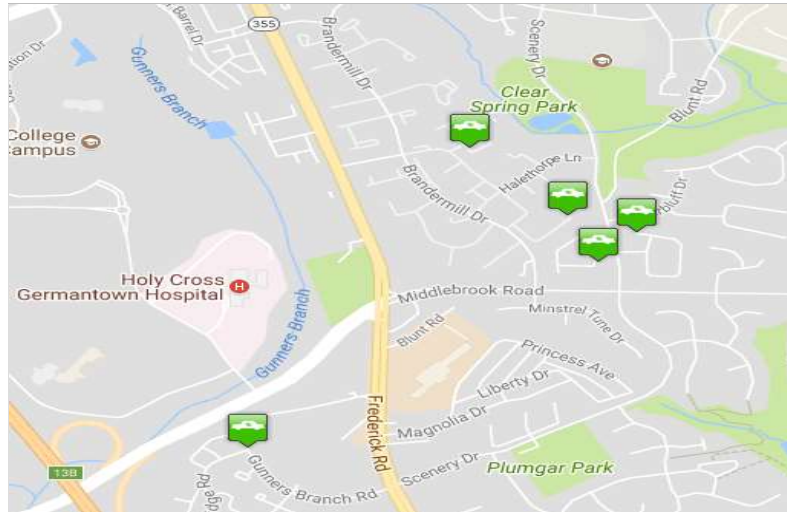 355
Barrel Dr
Brandermill Dr
Scenery Dr
Gunners
Branch
Clear
Spring Park
Blunt Rd
College
Campus
Halethorpe Ln
Brandermill Dr
Holy Cross
Germantown Hospital
H
Middlebrook Road
Gunners Branch
Blunt Rd
Minstrel Tune Dr
Princess Ave
Liberty Dr
Frederick Rd
Magnolia Dr
Scenery Dr
Plumgar Park
13B
Gunners Branch Rd